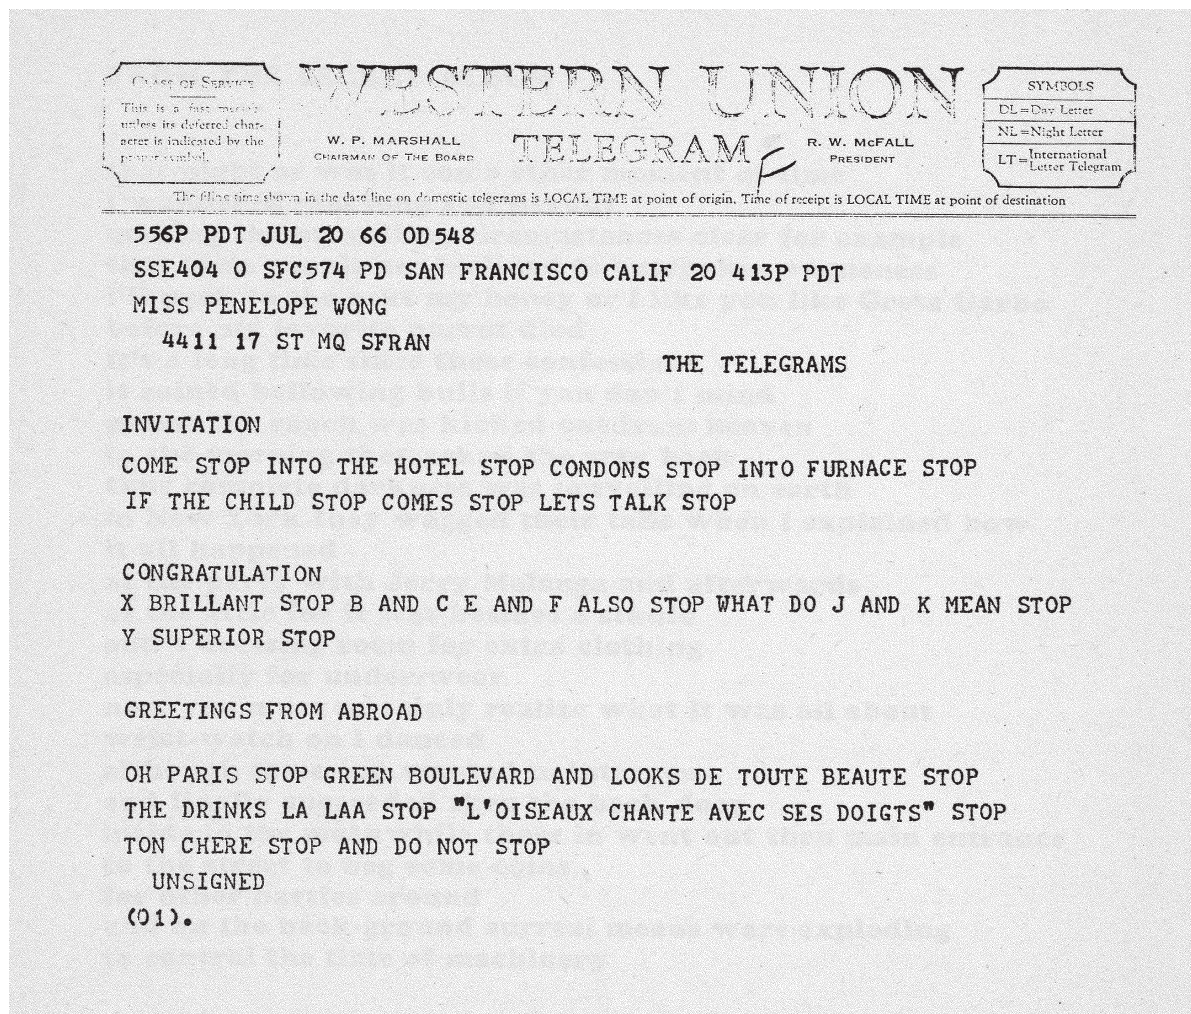 CLASS OF SERVICE
This is a fast message
unless its deferred char-
acter is indicated by the
proper symbol.
WESTERN UNION
TELEGRAM
W. P. MARSHALL
CHAIRMAN OF THE BOARD
R. W. McFALL
PRESIDENT
SYMBOLS
DL=Day Letter
NL=Night Letter
LT=International
Letter Telegram
The filing time shown in the date line on domestic telegrams is LOCAL TIME at point of origin. Time of receipt is LOCAL TIME at point of destination
556P PDT JUL 20 66 OD548
SSE404 O SFC574 PD SAN FRANCISCO CALIF 20 413P PDT
MISS PENELOPE WONG
4411 17 ST MQ SFRAN
THE TELEGRAMS
INVITATION
COME STOP INTO THE HOTEL STOP CONDONS STOP INTO FURNACE STOP
IF THE CHILD STOP COMES STOP LETS TALK STOP
CONGRATULATION
X BRILLANT STOP B AND C E AND F ALSO STOP WHAT DO J AND K MEAN STOP
Y SUPERIOR STOP
GREETINGS FROM ABROAD
OH PARIS STOP GREEN BOULEVARD AND LOOKS DE TOUTE BEAUTE STOP
THE DRINKS LA LAA STOP "L'OISEAUX CHANTE AVEC SES DOIGTS" STOP
TON CHERE STOP AND DO NOT STOP
UNSIGNED
(01).